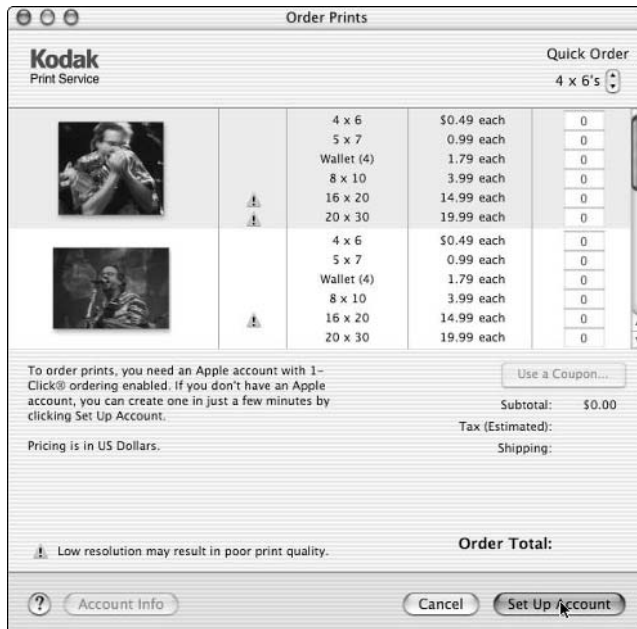 Order Prints
Kodak
Print Service
Quick Order
4 x 6's
4 x 6 $0.49 each 0
5 x 7 0.99 each 0
Wallet (4) 1.79 each 0
8 x 10 3.99 each 0
16 x 20 14.99 each 0
20 x 30 19.99 each 0
4 x 6 $0.49 each 0
5 x 7 0.99 each 0
Wallet (4) 1.79 each 0
8 x 10 3.99 each 0
16 x 20 14.99 each 0
20 x 30 19.99 each 0
To order prints, you need an Apple account with 1-
Click® ordering enabled. If you don't have an Apple
account, you can create one in just a few minutes by
clicking Set Up Account.
Pricing is in US Dollars.
Use a Coupon...
Subtotal: $0.00
Tax (Estimated):
Shipping:
Low resolution may result in poor print quality.
Order Total:
? Account Info Cancel Set Up Account